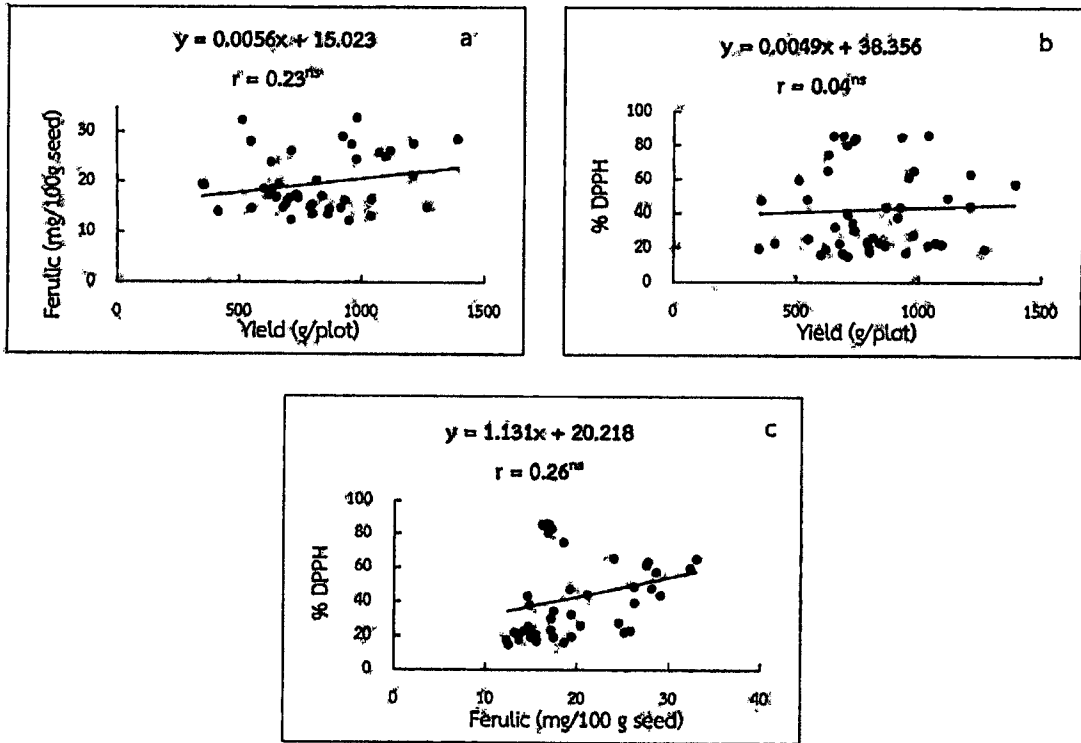 y = 0.0056x + 15.023
a
r = 0.23ns
Ferulic (mg/100g seed)
30
20
10
0
0
500
1000
1500
Yield (g/plot)
y = 0.0049x + 38.356
b
r = 0.04ns
% DPPH
100
80
60
40
20
0
0
500
1000
1500
Yield (g/plot)
y = 1.131x + 20.218
c
r = 0.26ns
% DPPH
100
80
60
40
20
0
0
10
20
30
40
Ferulic (mg/100 g seed)